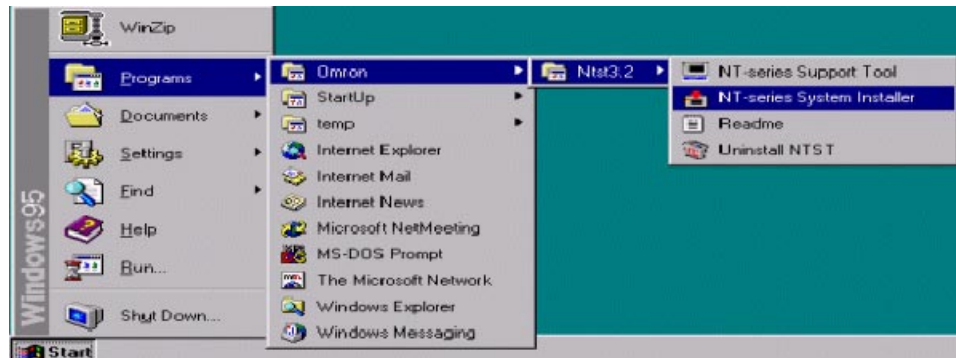 WinZip
Programs
Documents
Settings
Find
Help
Run...
Shut Down...
Windows95
Start
Omron
StartUp
temp
Internet Explorer
Internet Mail
Internet News
Microsoft NetMeeting
MS-DOS Prompt
The Microsoft Network
Windows Explorer
Windows Messaging
Ntst3.2
NT-series Support Tool
NT-series System Installer
Readme
Uninstall NTST